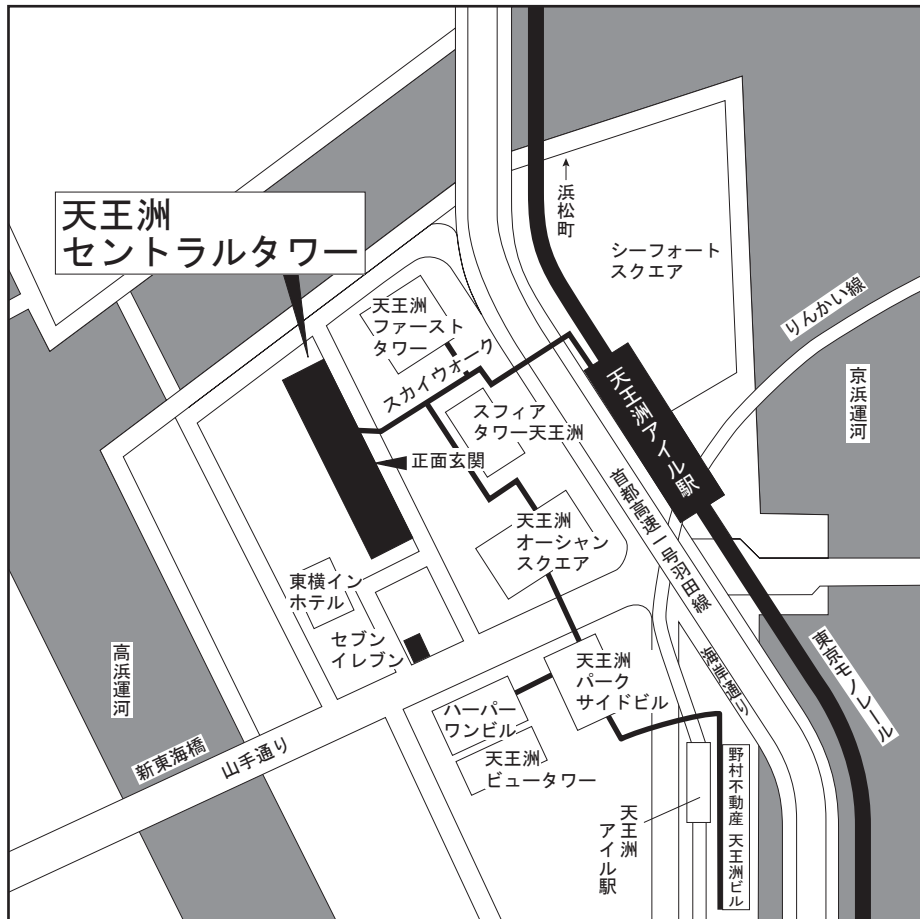 ↑浜松町
天王洲
セントラルタワー
シーフォート
スクエア
りんかい線
京浜運河
天王洲
ファースト
タワー
スカイウォーク
天王洲アイル駅
スフィア
タワー天王洲
正面玄関
首都高速一号羽田線
天王洲
オーシャン
スクエア
東横イン
ホテル
セブン
イレブン
高浜運河
天王洲
パーク
サイドビル
海岸通り
東京モノレール
ハーバー
ワンビル
天王洲
ビュータワー
新東海橋
山手通り
天王洲
アイル駅
野村不動産 天王洲ビル